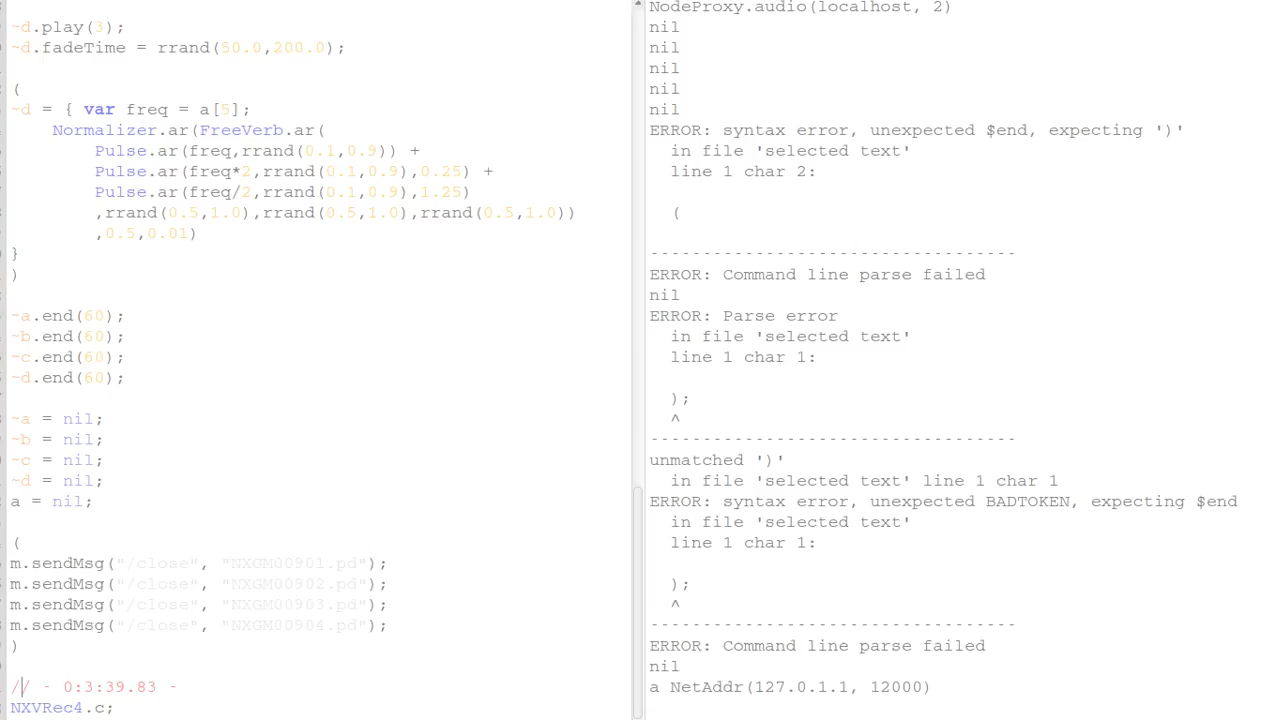 ~d.play(3);
~d.fadeTime = rrand(50.0,200.0);
(
~d = { var freq = a[5];
Normalizer.ar(FreeVerb.ar(
Pulse.ar(freq,rrand(0.1,0.9)) +
Pulse.ar(freq*2,rrand(0.1,0.9),0.25) +
Pulse.ar(freq/2,rrand(0.1,0.9),1.25)
,rrand(0.5,1.0),rrand(0.5,1.0),rrand(0.5,1.0))
,0.5,0.01)
}
)
~a.end(60);
~b.end(60);
~c.end(60);
~d.end(60);
~a = nil;
~b = nil;
~c = nil;
~d = nil;
a = nil;
(
m.sendMsg("/close", "NXGM00901.pd");
m.sendMsg("/close", "NXGM00902.pd");
m.sendMsg("/close", "NXGM00903.pd");
m.sendMsg("/close", "NXGM00904.pd");
)
// - 0:3:39.83 -
NXVRec4.c;
NodeProxy.audio(localhost, 2)
nil
nil
nil
nil
nil
ERROR: syntax error, unexpected $end, expecting ')'
in file 'selected text'
line 1 char 2:
(
-----------------------------------
ERROR: Command line parse failed
nil
ERROR: Parse error
in file 'selected text'
line 1 char 1:
);
^
-----------------------------------
unmatched ')'
in file 'selected text' line 1 char 1
ERROR: syntax error, unexpected BADTOKEN, expecting $end
in file 'selected text'
line 1 char 1:
);
^
-----------------------------------
ERROR: Command line parse failed
nil
a NetAddr(127.0.1.1, 12000)